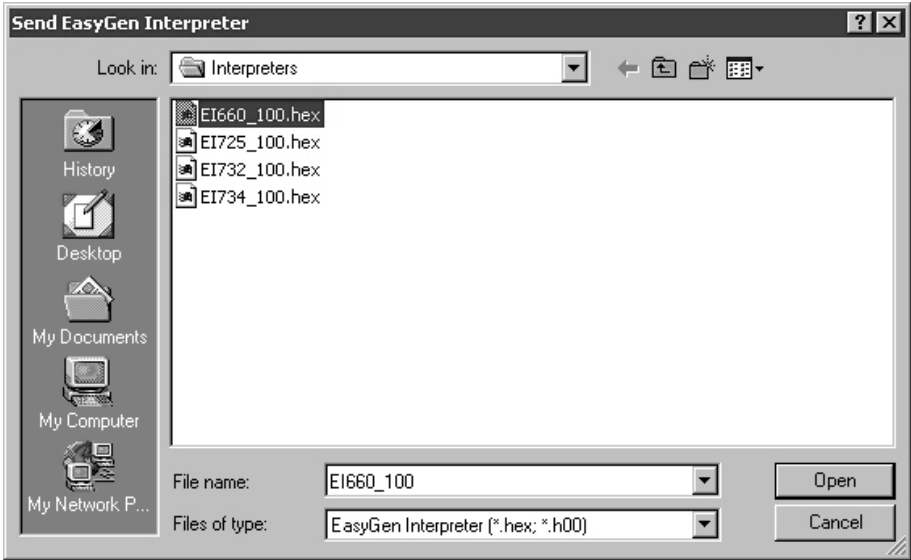 Send EasyGen Interpreter
Look in: Interpreters
EI660_100.hex
EI725_100.hex
EI732_100.hex
EI734_100.hex
History
Desktop
My Documents
My Computer
My Network P...
File name: EI660_100 Open
Files of type: EasyGen Interpreter (*.hex; *.h00) Cancel